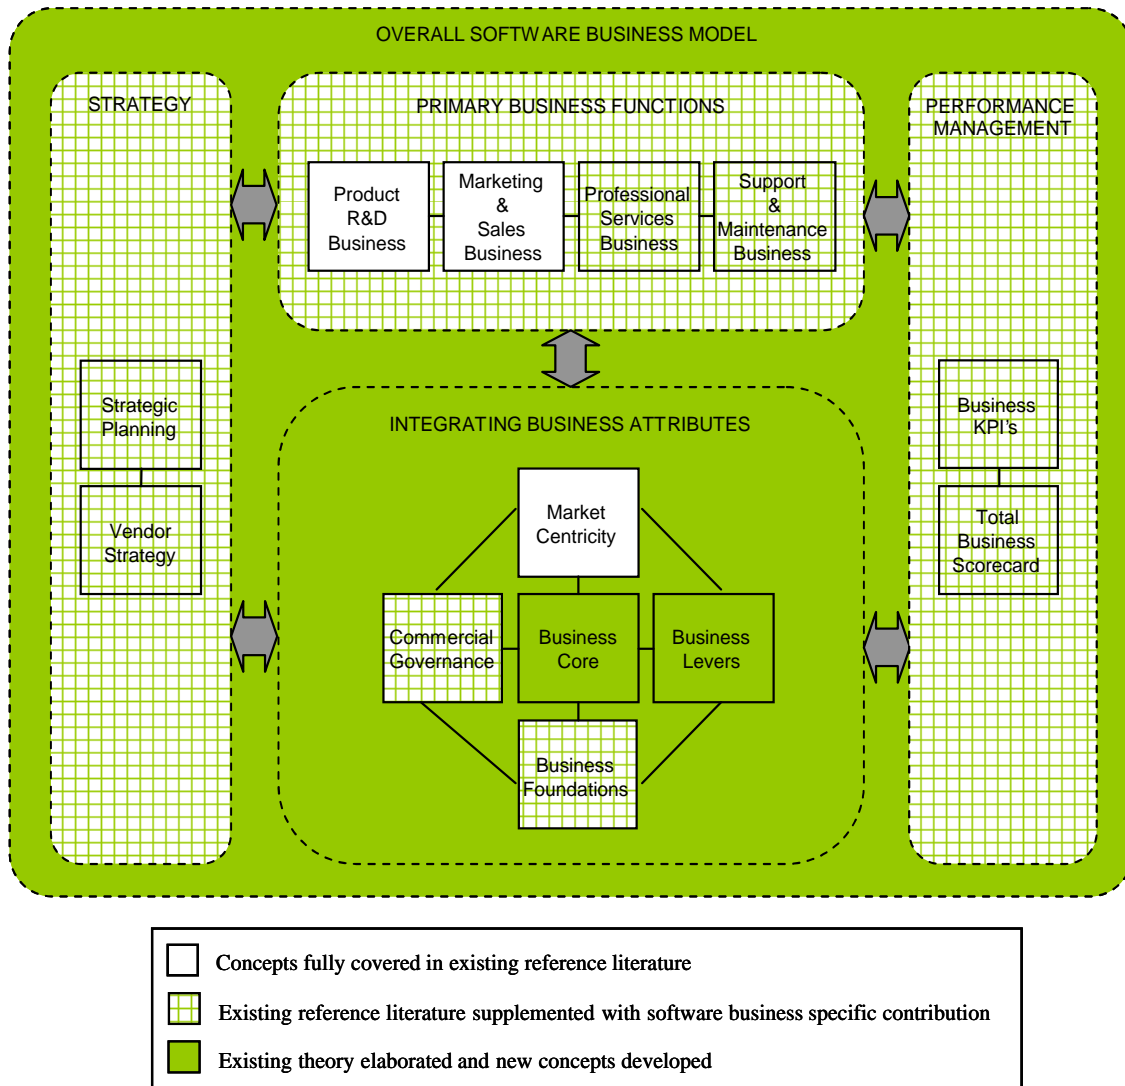 OVERALL SOFTWARE BUSINESS MODEL
STRATEGY
PRIMARY BUSINESS FUNCTIONS
PERFORMANCE
MANAGEMENT
Product
R&D
Business
Marketing
&
Sales
Business
Professional
Services
Business
Support
&
Maintenance
Business
Strategic
Planning
Vendor
Strategy
INTEGRATING BUSINESS ATTRIBUTES
Market
Centricity
Commercial
Governance
Business
Core
Business
Levers
Business
Foundations
Business
KPI's
Total
Business
Scorecard
Concepts fully covered in existing reference literature
Existing reference literature supplemented with software business specific contribution
Existing theory elaborated and new concepts developed